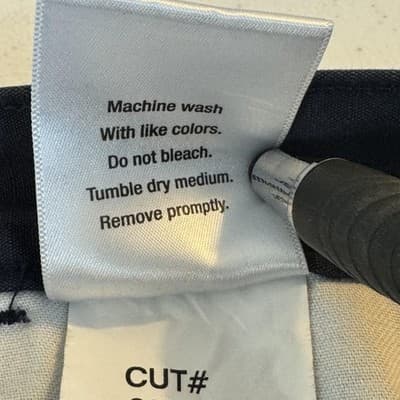 Machine wash
With like colors.
Do not bleach.
Tumble dry medium.
Remove promptly.
CUT#